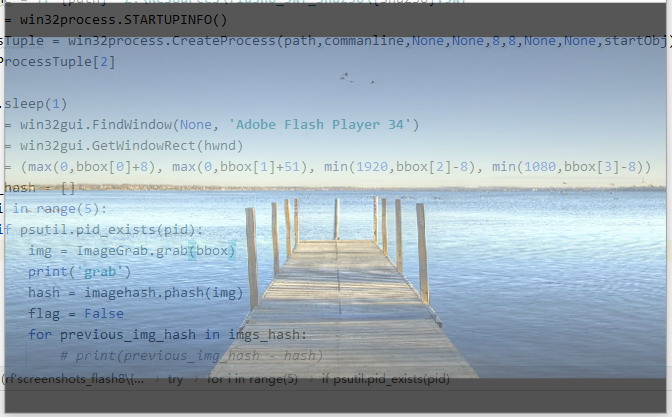 = win32process.STARTUPINFO()
sTuple = win32process.CreateProcess(path,commanline,None,None,8,8,None,None,startObj)
ProcessTuple[2]
.sleep(1)
= win32gui.FindWindow(None, 'Adobe Flash Player 34')
= win32gui.GetWindowRect(hwnd)
= (max(0,bbox[0]+8), max(0,bbox[1]+51), min(1920,bbox[2]-8), min(1080,bbox[3]-8))
_hash = []
i in range(5):
if psutil.pid_exists(pid):
img = ImageGrab.grab(bbox)
print('grab')
hash = imagehash.phash(img)
flag = False
for previous_img_hash in imgs_hash:
# print(previous_img_hash - hash)
(rf'screenshots_flash8\{... › try › for i in range(5) › if psutil.pid_exists(pid)